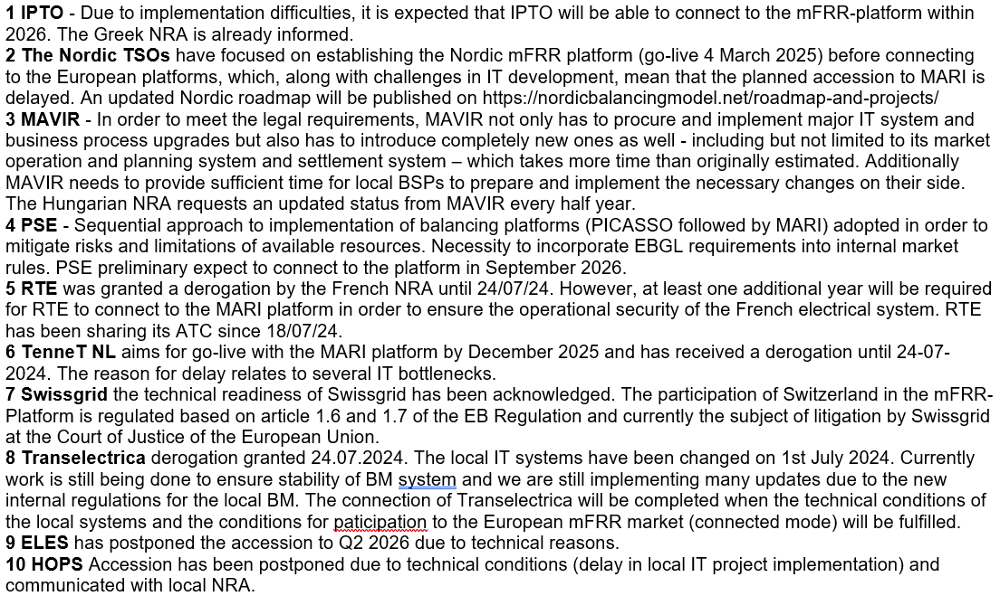 1 IPTO - Due to implementation difficulties, it is expected that IPTO will be able to connect to the mFRR-platform within
2026. The Greek NRA is already informed.
2 The Nordic TSOs have focused on establishing the Nordic mFRR platform (go-live 4 March 2025) before connecting
to the European platforms, which, along with challenges in IT development, mean that the planned accession to MARI is
delayed. An updated Nordic roadmap will be published on https://nordicbalancingmodel.net/roadmap-and-projects/
3 MAVIR - In order to meet the legal requirements, MAVIR not only has to procure and implement major IT system and
business process upgrades but also has to introduce completely new ones as well - including but not limited to its market
operation and planning system and settlement system – which takes more time than originally estimated. Additionally
MAVIR needs to provide sufficient time for local BSPs to prepare and implement the necessary changes on their side.
The Hungarian NRA requests an updated status from MAVIR every half year.
4 PSE - Sequential approach to implementation of balancing platforms (PICASSO followed by MARI) adopted in order to
mitigate risks and limitations of available resources. Necessity to incorporate EBGL requirements into internal market
rules. PSE preliminary expect to connect to the platform in September 2026.
5 RTE was granted a derogation by the French NRA until 24/07/24. However, at least one additional year will be required
for RTE to connect to the MARI platform in order to ensure the operational security of the French electrical system. RTE
has been sharing its ATC since 18/07/24.
6 TenneT NL aims for go-live with the MARI platform by December 2025 and has received a derogation until 24-07-
2024. The reason for delay relates to several IT bottlenecks.
7 Swissgrid the technical readiness of Swissgrid has been acknowledged. The participation of Switzerland in the mFRR-
Platform is regulated based on article 1.6 and 1.7 of the EB Regulation and currently the subject of litigation by Swissgrid
at the Court of Justice of the European Union.
8 Transelectrica derogation granted 24.07.2024. The local IT systems have been changed on 1st July 2024. Currently
work is still being done to ensure stability of BM system and we are still implementing many updates due to the new
internal regulations for the local BM. The connection of Transelectrica will be completed when the technical conditions of
the local systems and the conditions for paticipation to the European mFRR market (connected mode) will be fulfilled.
9 ELES has postponed the accession to Q2 2026 due to technical reasons.
10 HOPS Accession has been postponed due to technical conditions (delay in local IT project implementation) and
communicated with local NRA.